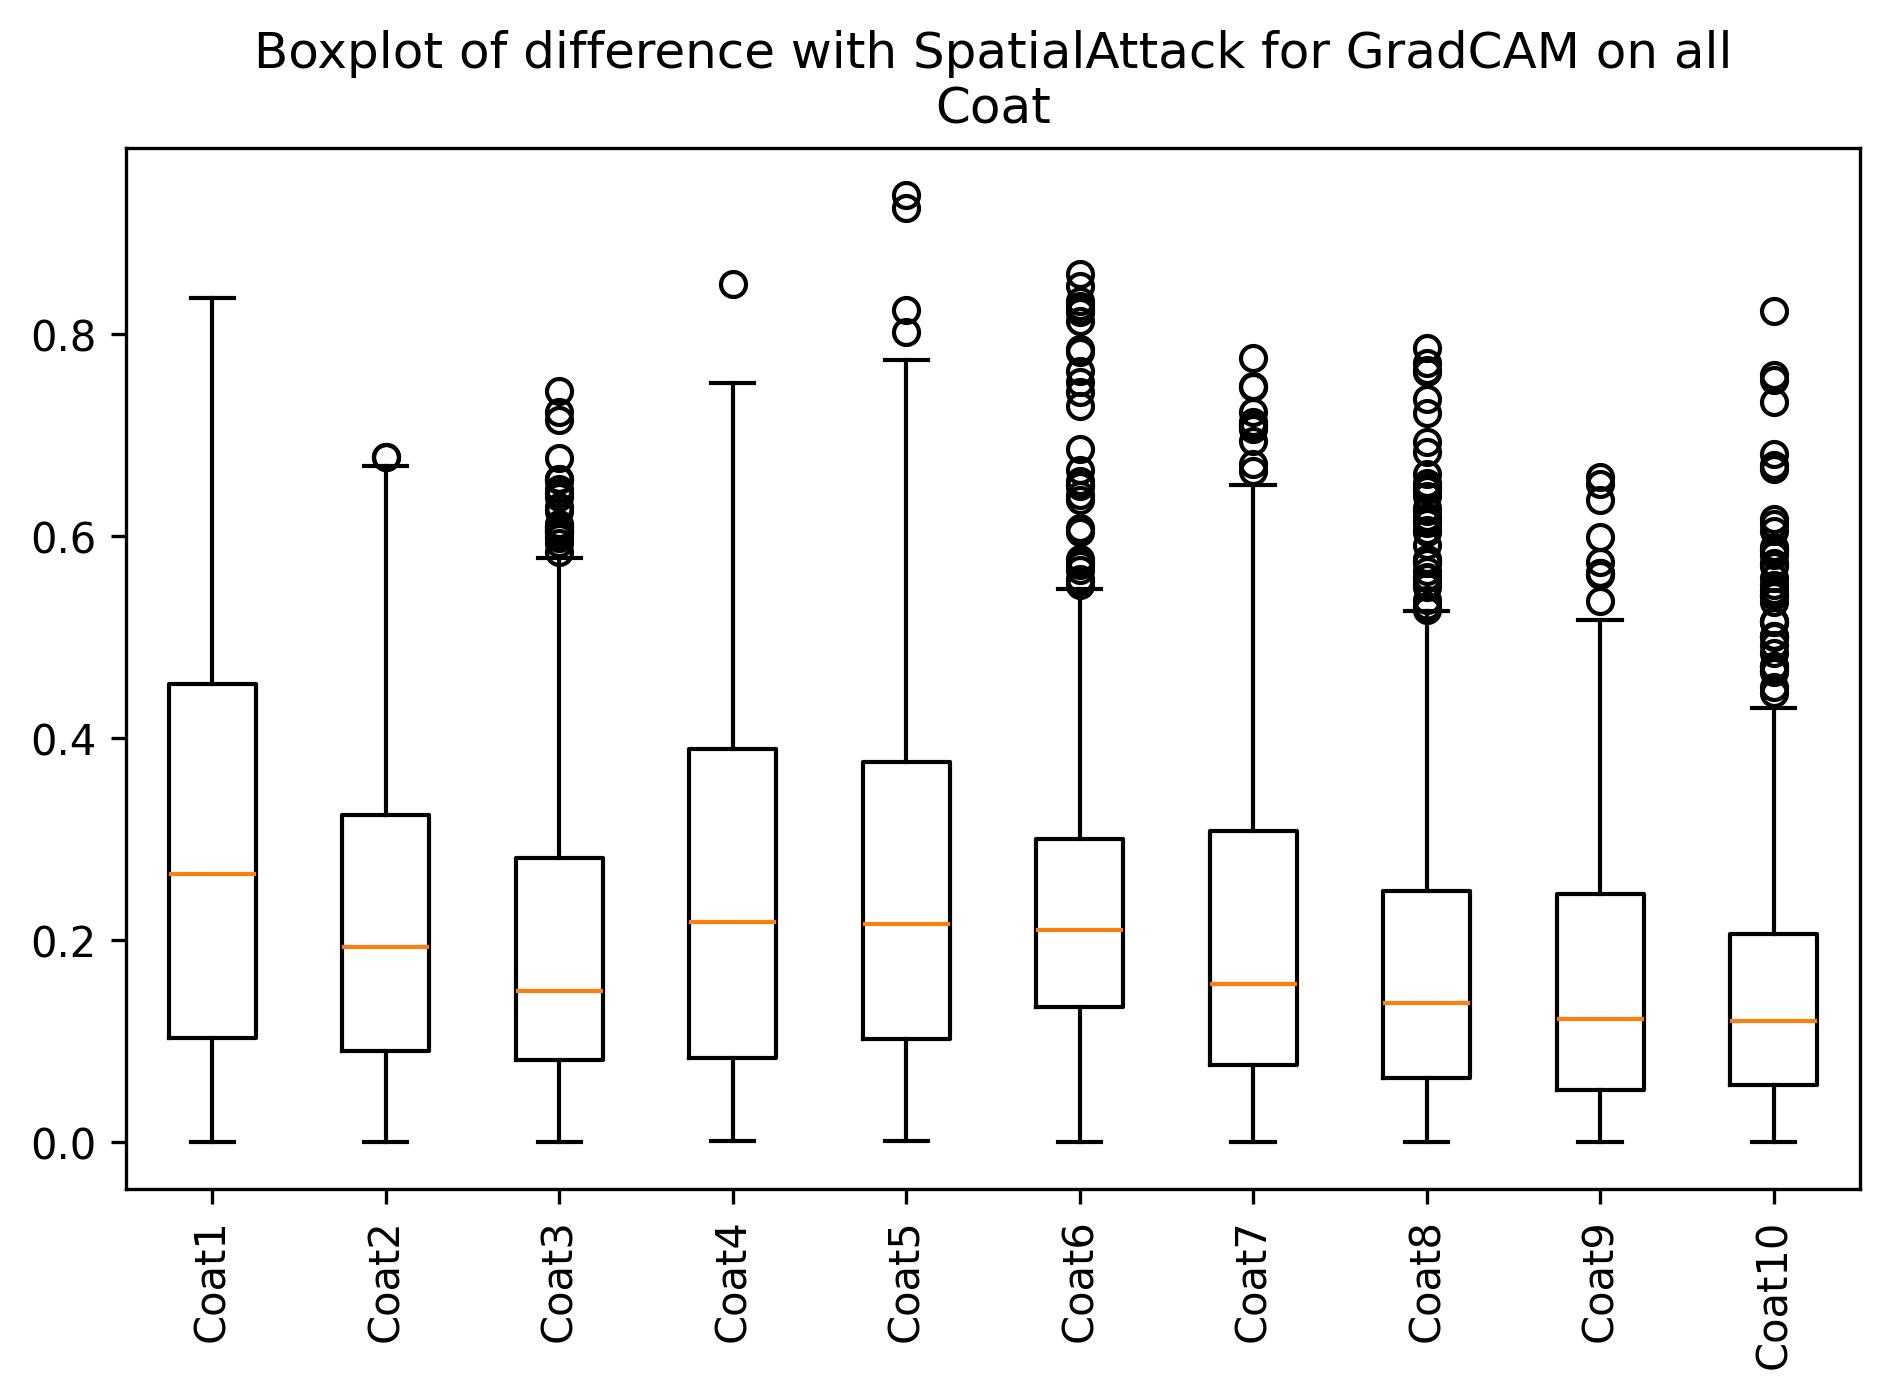 Boxplot of difference with SpatialAttack for GradCAM on all
Coat
0.8
0.6
0.4
0.2
0.0
Coat1
Coat2
Coat3
Coat4
Coat5
Coat6
Coat7
Coat8
Coat9
Coat10